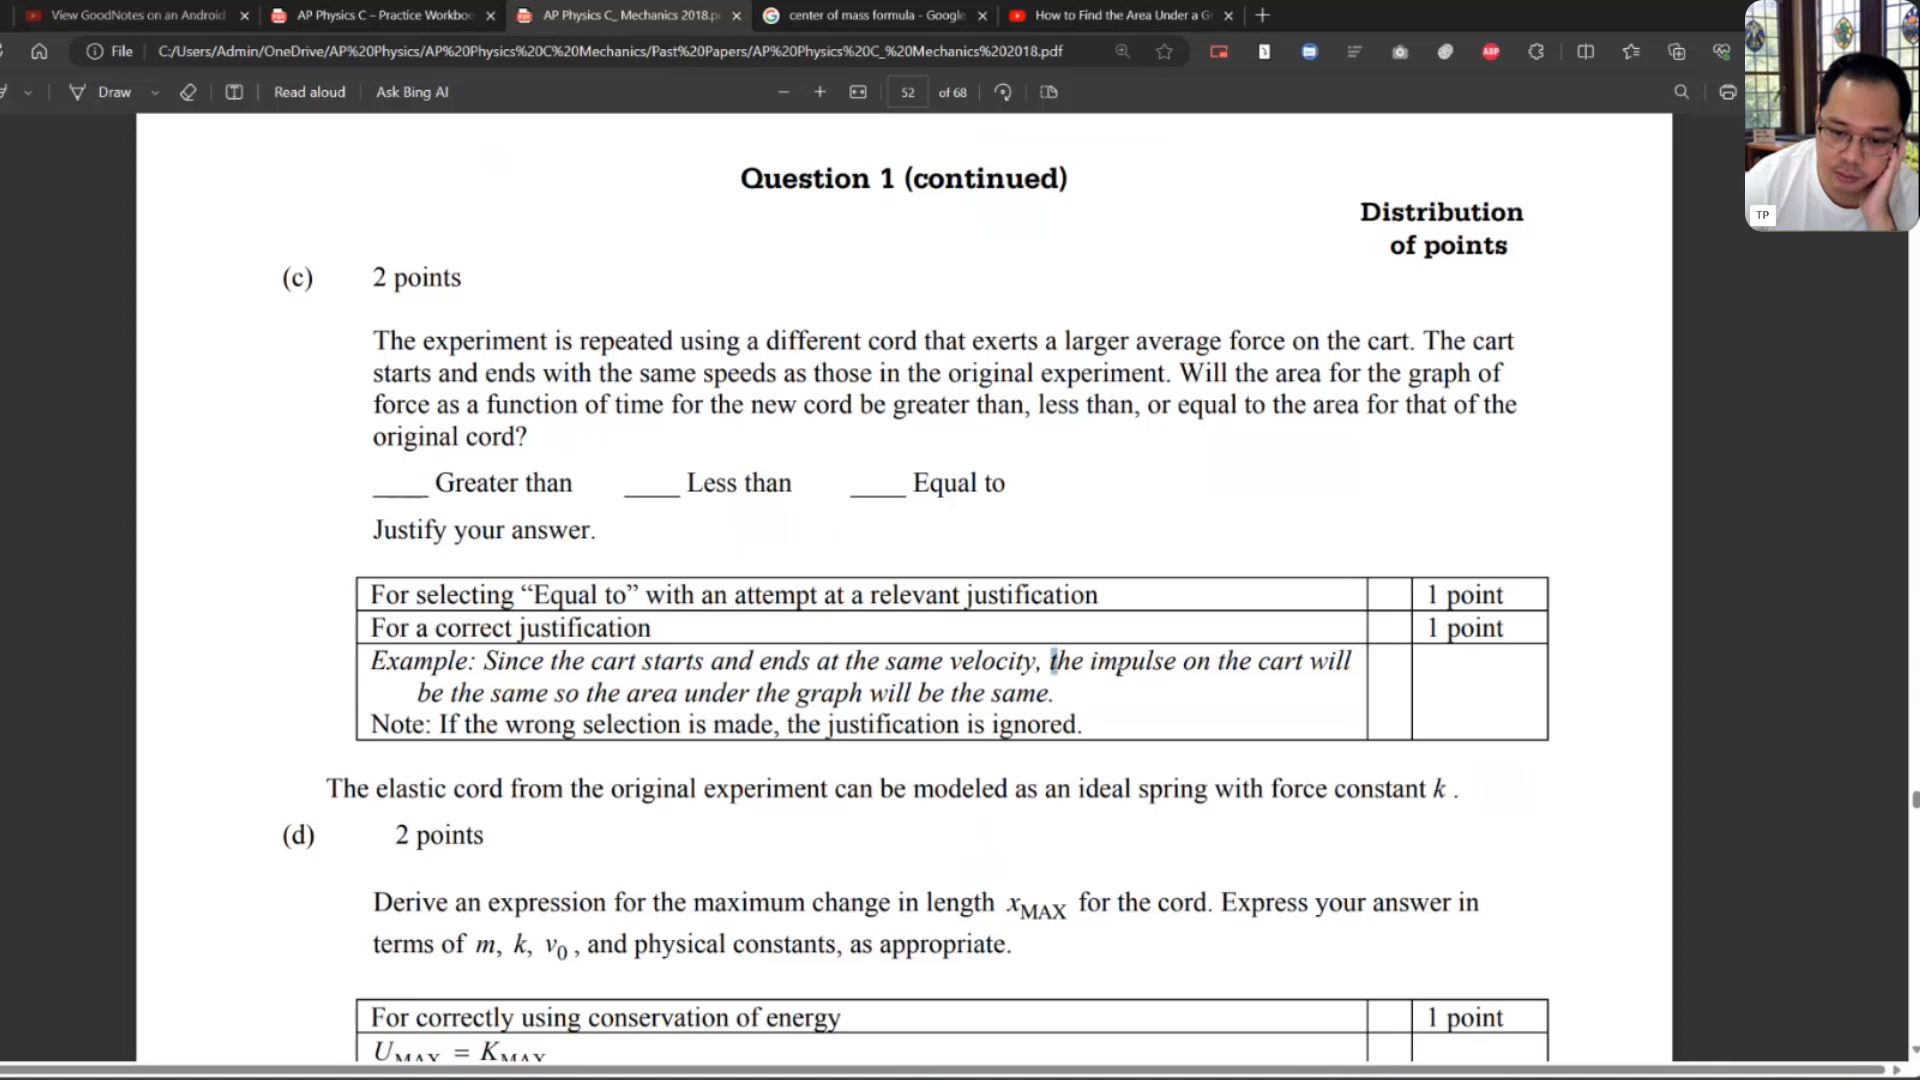 View GoodNotes on an Android
AP Physics C – Practice Workboo
AP Physics C_ Mechanics 2018.p
center of mass formula - Google
How to Find the Area Under a G
File
C:/Users/Admin/OneDrive/AP%20Physics/AP%20Physics%20C%20Mechanics/Past%20Papers/AP%20Physics%20C_%20Mechanics%202018.pdf
ABP
Draw
Read aloud
Ask Bing AI
52
of 68
TP
Question 1 (continued)
Distribution
of points
(c) 2 points
The experiment is repeated using a different cord that exerts a larger average force on the cart. The cart
starts and ends with the same speeds as those in the original experiment. Will the area for the graph of
force as a function of time for the new cord be greater than, less than, or equal to the area for that of the
original cord?
____ Greater than ____ Less than ____ Equal to
Justify your answer.
For selecting “Equal to” with an attempt at a relevant justification 1 point
For a correct justification 1 point
Example: Since the cart starts and ends at the same velocity, the impulse on the cart will
be the same so the area under the graph will be the same.
Note: If the wrong selection is made, the justification is ignored.
The elastic cord from the original experiment can be modeled as an ideal spring with force constant k .
(d) 2 points
Derive an expression for the maximum change in length xMAX for the cord. Express your answer in
terms of m, k, v0 , and physical constants, as appropriate.
For correctly using conservation of energy 1 point
UMAX = KMAX